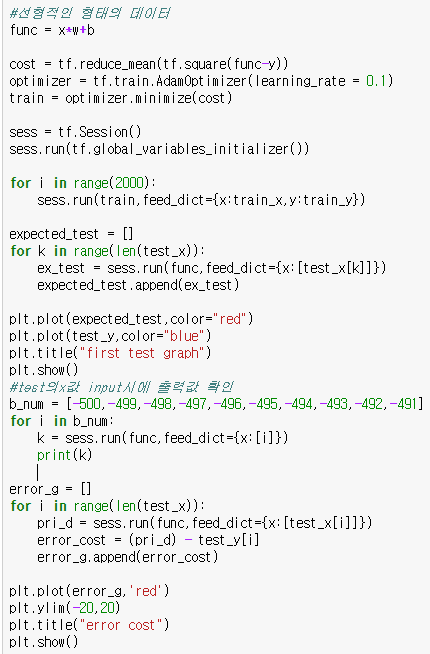 #선형적인 형태의 데이터
func = x*w+b
cost = tf.reduce_mean(tf.square(func-y))
optimizer = tf.train.AdamOptimizer(learning_rate = 0.1)
train = optimizer.minimize(cost)
sess = tf.Session()
sess.run(tf.global_variables_initializer())
for i in range(2000):
    sess.run(train,feed_dict={x:train_x,y:train_y})
expected_test = []
for k in range(len(test_x)):
    ex_test = sess.run(func,feed_dict={x:[test_x[k]]})
    expected_test.append(ex_test)
plt.plot(expected_test,color="red")
plt.plot(test_y,color="blue")
plt.title("first test graph")
plt.show()
#test의x값 input시에 출력값 확인
b_num = [-500,-499,-498,-497,-496,-495,-494,-493,-492,-491]
for i in b_num:
    k = sess.run(func,feed_dict={x:[i]})
    print(k)
error_g = []
for i in range(len(test_x)):
    pri_d = sess.run(func,feed_dict={x:[test_x[i]]})
    error_cost = (pri_d) - test_y[i]
    error_g.append(error_cost)
plt.plot(error_g,'red')
plt.ylim(-20,20)
plt.title("error cost")
plt.show()